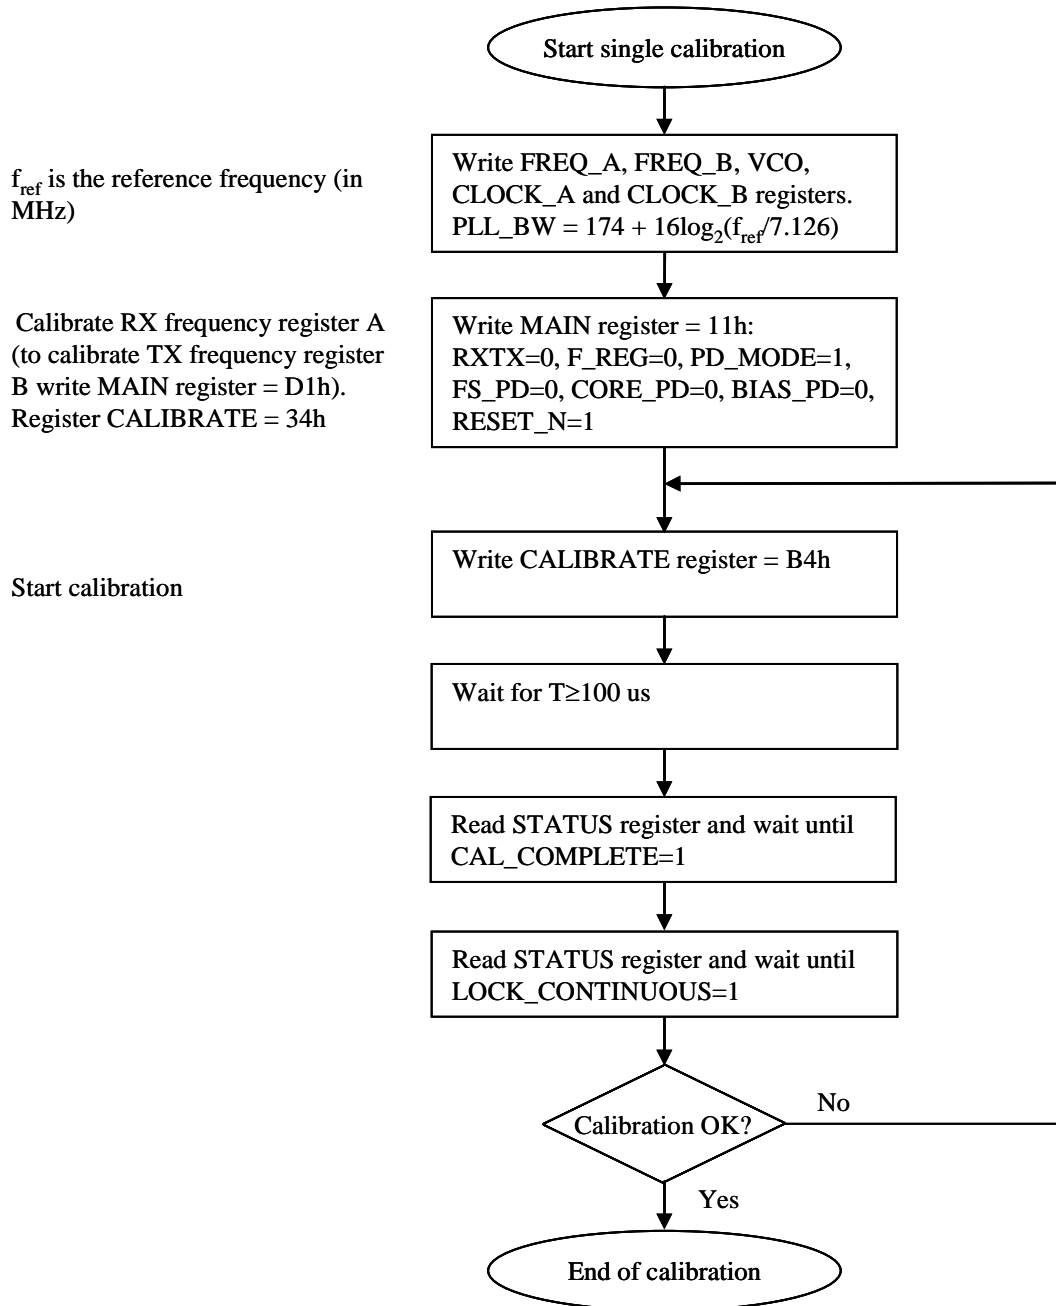 Start single calibration
f_ref is the reference frequency (in
MHz)
Write FREQ_A, FREQ_B, VCO,
CLOCK_A and CLOCK_B registers.
PLL_BW = 174 + 16log₂(f_ref/7.126)
Calibrate RX frequency register A
(to calibrate TX frequency register
B write MAIN register = D1h).
Register CALIBRATE = 34h
Write MAIN register = 11h:
RXTX=0, F_REG=0, PD_MODE=1,
FS_PD=0, CORE_PD=0, BIAS_PD=0,
RESET_N=1
Start calibration
Write CALIBRATE register = B4h
Wait for T≥100 us
Read STATUS register and wait until
CAL_COMPLETE=1
Read STATUS register and wait until
LOCK_CONTINUOUS=1
Calibration OK?
No
Yes
End of calibration